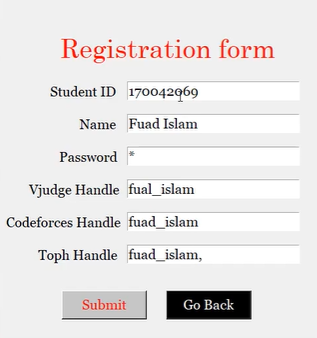 Registration form
Student ID 170042069
Name Fuad Islam
Password *
Vjudge Handle fual_islam
Codeforces Handle fuad_islam
Toph Handle fuad_islam,
Submit Go Back